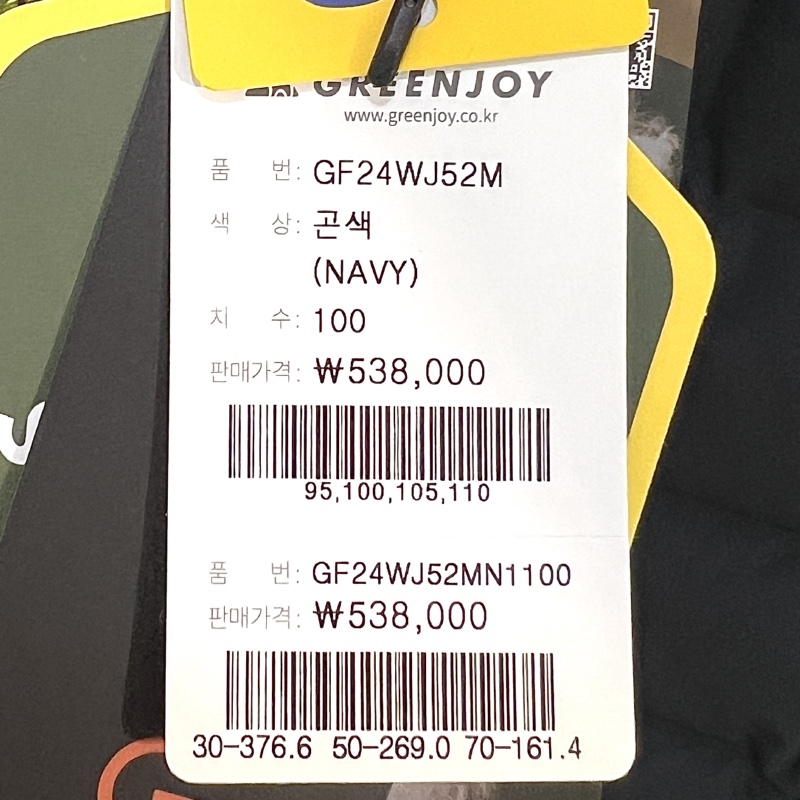 GREENJOY
www.greenjoy.co.kr
품 번: GF24WJ52M
색 상: 곤색
(NAVY)
치 수: 100
판매가격: ₩538,000
95,100,105,110
품 번: GF24WJ52MN1100
판매가격: ₩538,000
30-376.6 50-269.0 70-161.4